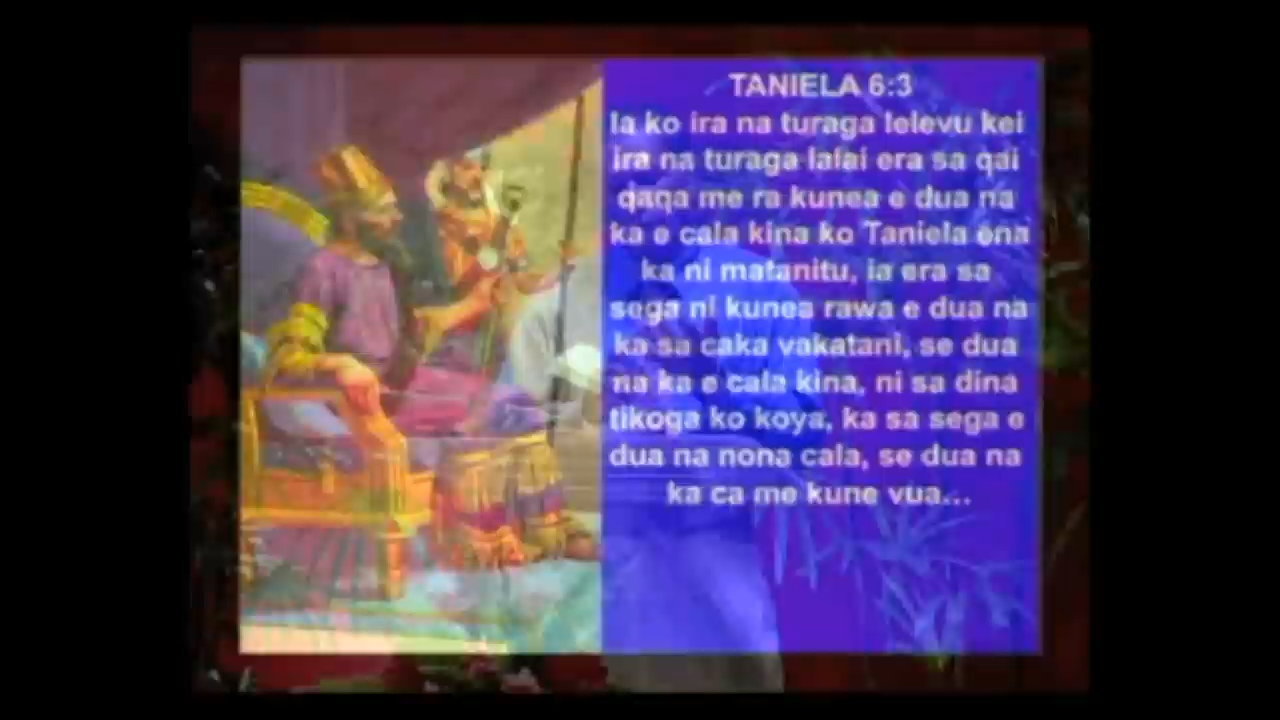 TANIELA 6:3
Ia ko ira na turaga lelevu kei
ira na turaga lalai era sa qai
qaqa me ra kunea e dua na
ka e cala kina ko Taniela ena
ka ni matanitu, ia era sa
sega ni kunea rawa e dua na
ka sa caka vakatani, se dua
na ka e cala kina, ni sa dina
tikoga ko koya, ka sa sega e
dua na nona cala, se dua na
ka ca me kune vua...